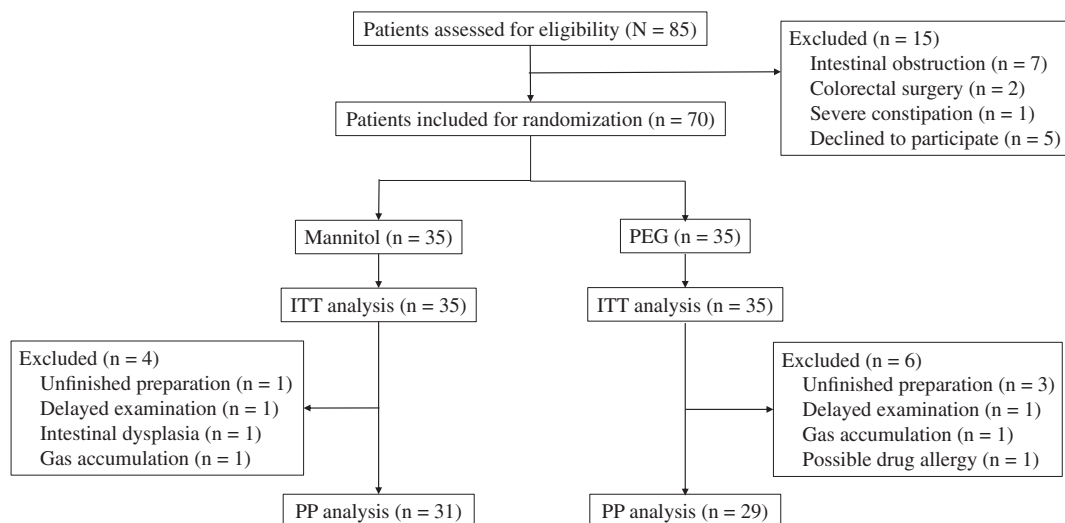 Patients assessed for eligibility (N = 85)
Excluded (n = 15)
Intestinal obstruction (n = 7)
Colorectal surgery (n = 2)
Severe constipation (n = 1)
Declined to participate (n = 5)
Patients included for randomization (n = 70)
Mannitol (n = 35)
PEG (n = 35)
ITT analysis (n = 35)
ITT analysis (n = 35)
Excluded (n = 4)
Unfinished preparation (n = 1)
Delayed examination (n = 1)
Intestinal dysplasia (n = 1)
Gas accumulation (n = 1)
Excluded (n = 6)
Unfinished preparation (n = 3)
Delayed examination (n = 1)
Gas accumulation (n = 1)
Possible drug allergy (n = 1)
PP analysis (n = 31)
PP analysis (n = 29)